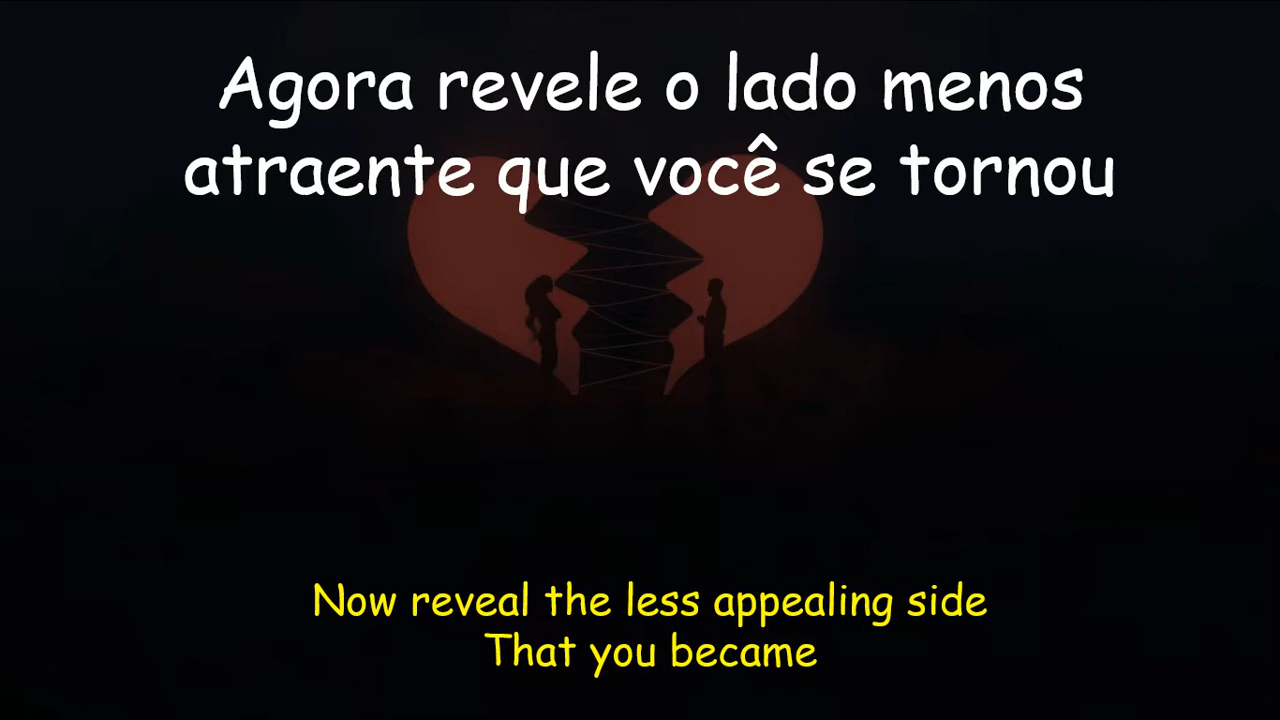 Agora revele o lado menos
atraente que você se tornou
Now reveal the less appealing side
That you became